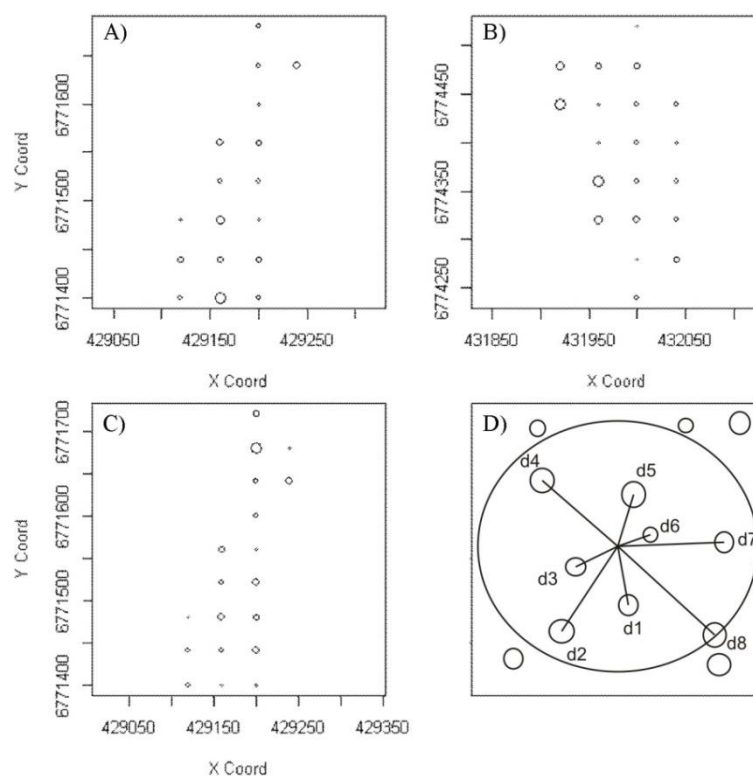 A)
Y Coord
6771600
6771500
6771400
429050
429150
429250
X Coord
B)
6774450
6774350
6774250
431850
431950
432050
X Coord
C)
Y Coord
6771700
6771600
6771500
6771400
429050
429150
429250
429350
X Coord
D)
d4
d5
d6
d7
d3
d1
d2
d8